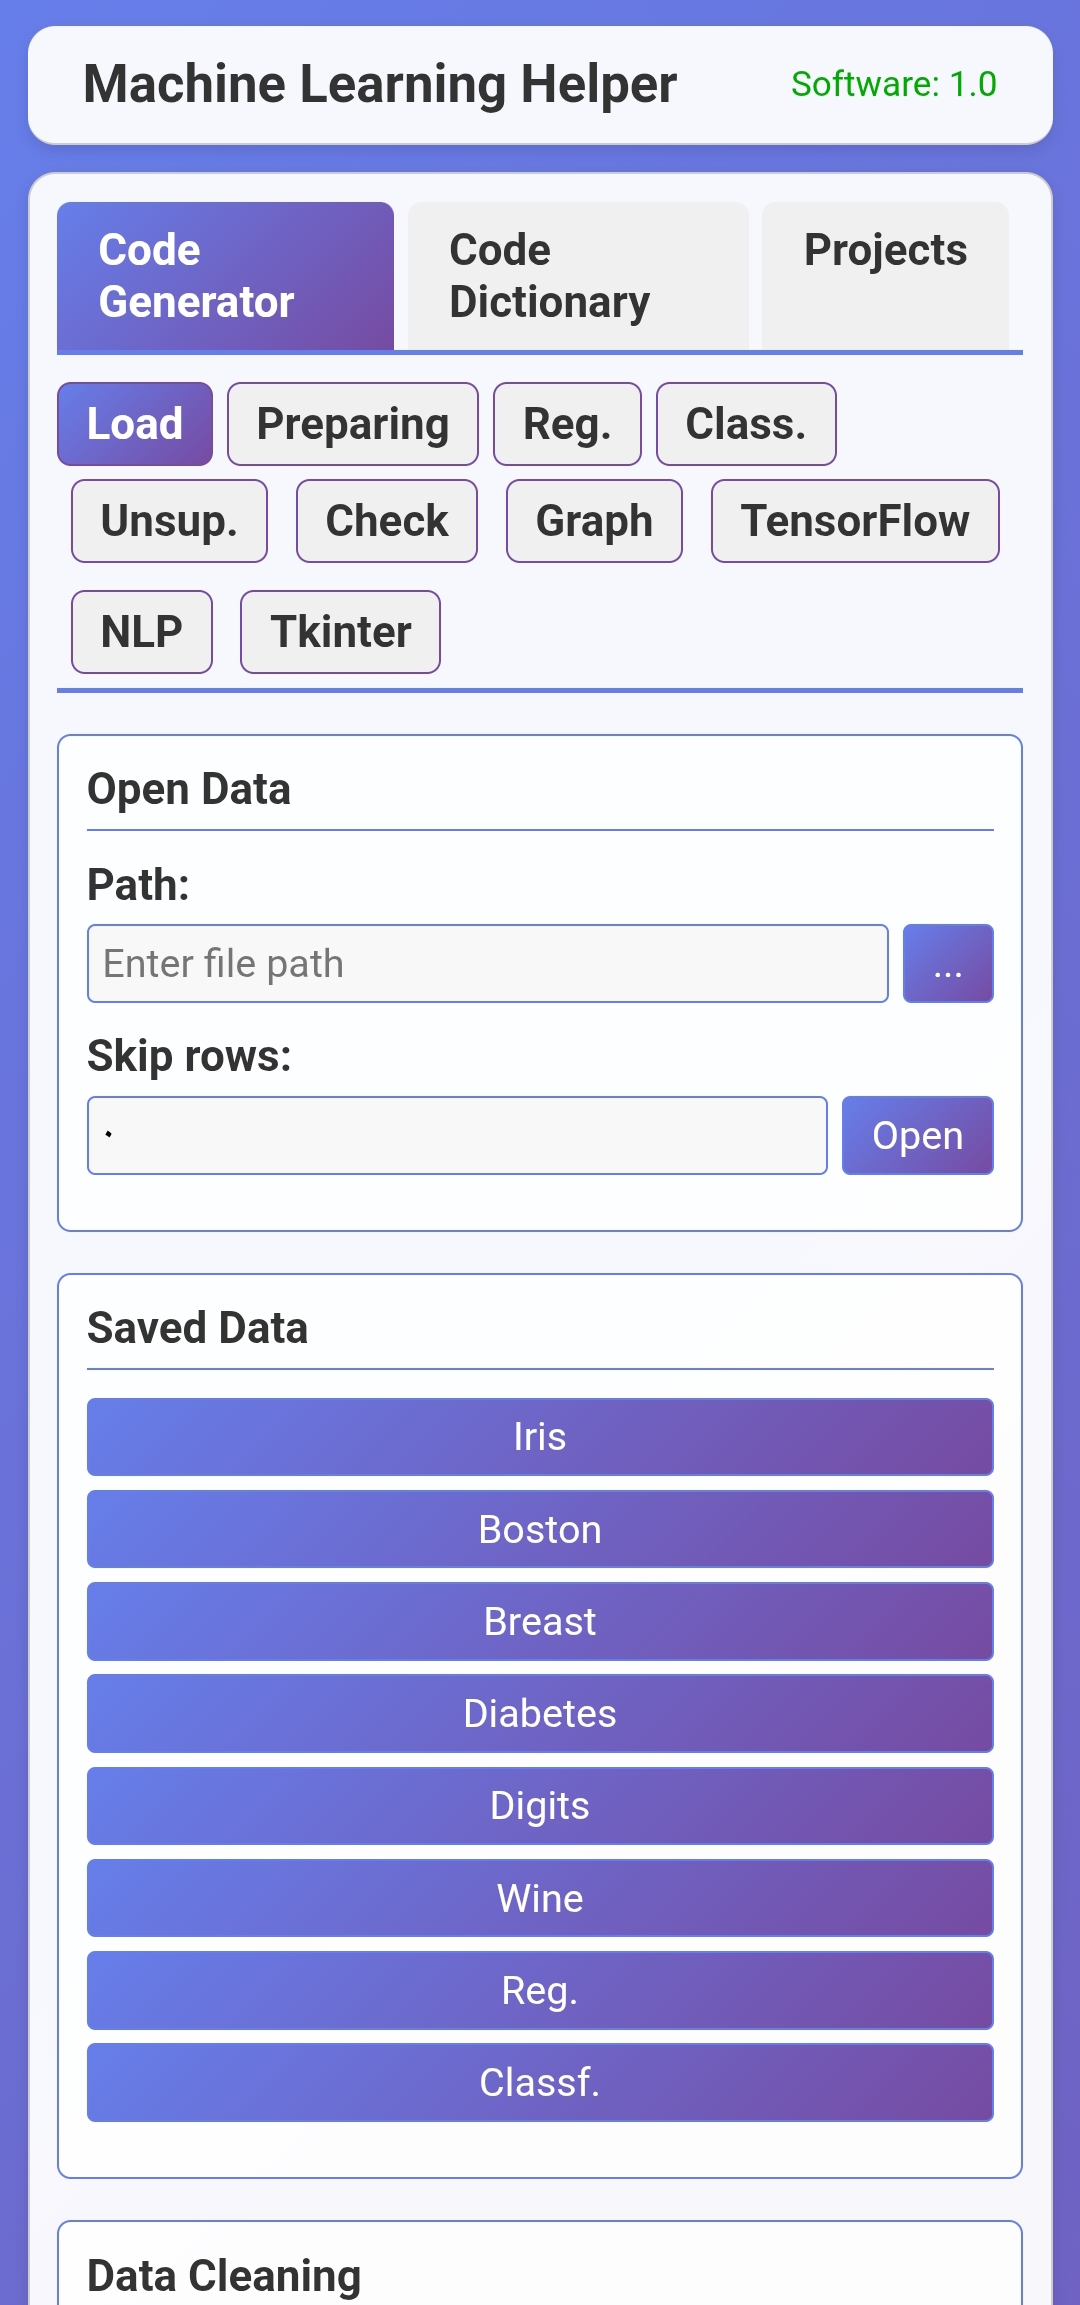 Machine Learning Helper
Software: 1.0
Code
Generator
Code
Dictionary
Projects
Load
Preparing
Reg.
Class.
Unsup.
Check
Graph
TensorFlow
NLP
Tkinter
Open Data
Path:
Enter file path
...
Skip rows:
Open
Saved Data
Iris
Boston
Breast
Diabetes
Digits
Wine
Reg.
Classf.
Data Cleaning